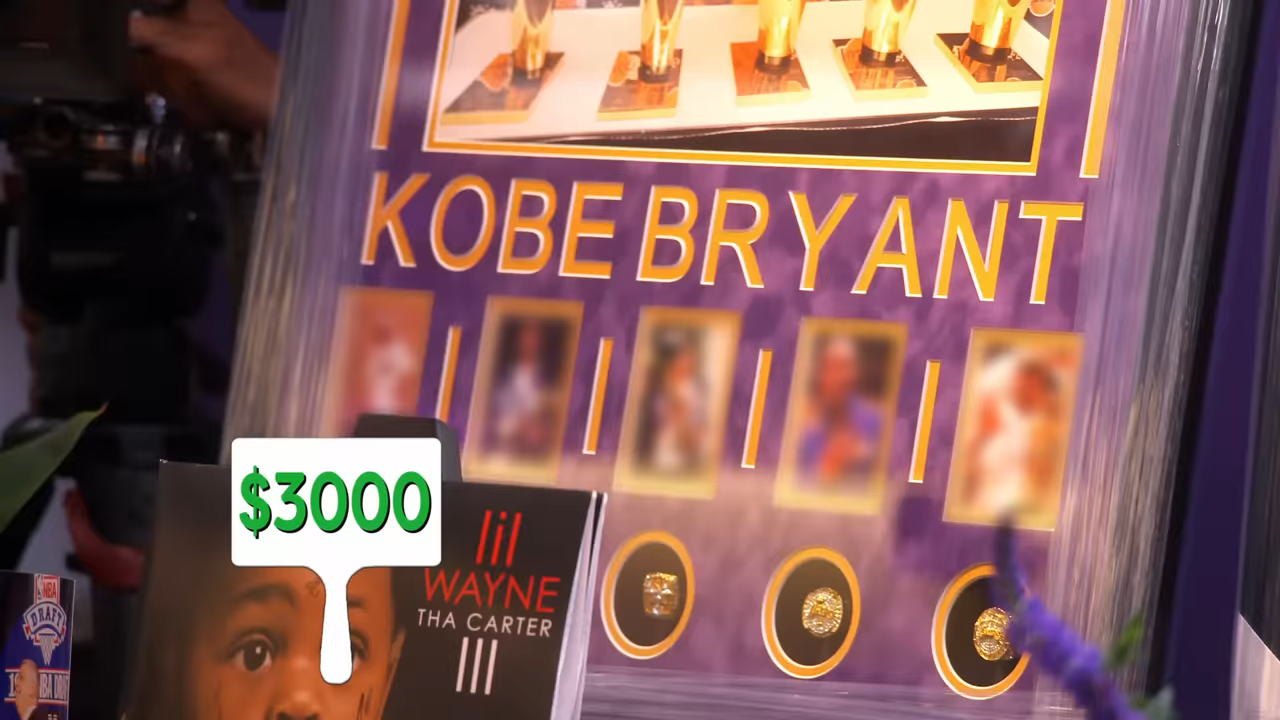 KOBE BRYANT
$3000
lil
WAYNE
THA CARTER
III
NBA
DRAFT